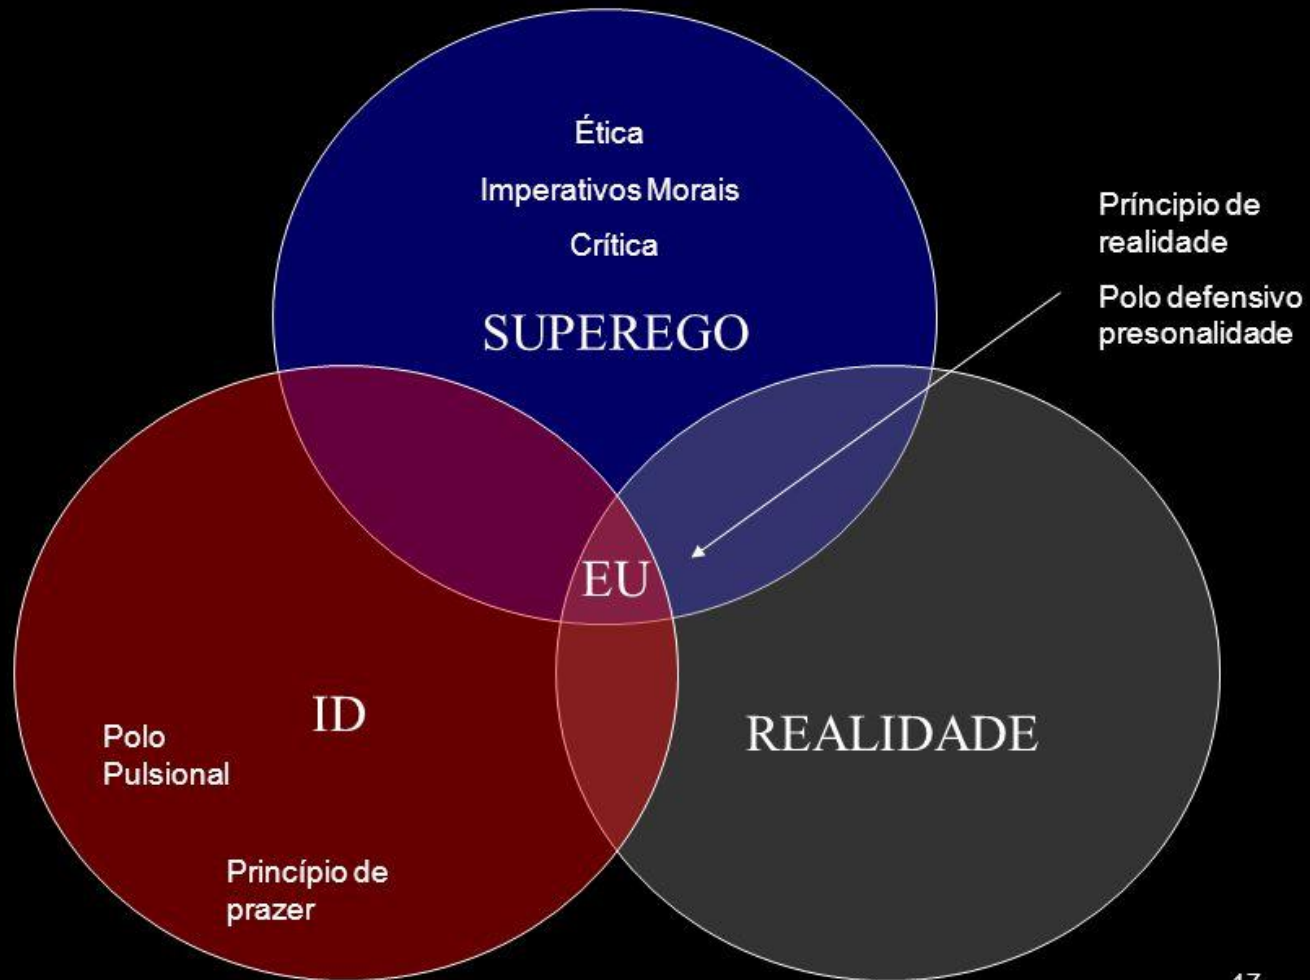 Ética
Imperativos Morais
Crítica
SUPEREGO
Príncipio de
realidade
Polo defensivo
presonalidade
EU
ID
Polo
Pulsional
Princípio de
prazer
REALIDADE